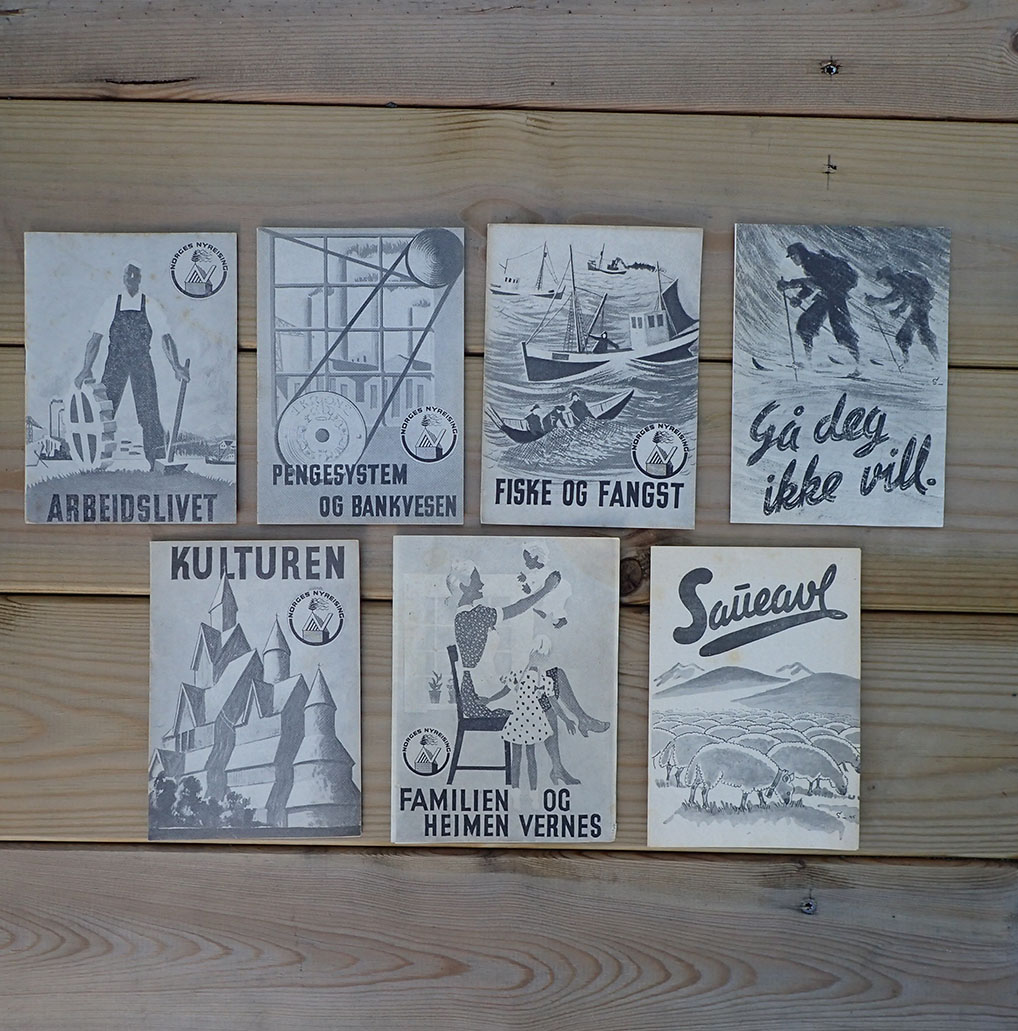 NORGES NYREISING
ARBEIDSLIVET
NORGES NYREISING
PENGESYSTEM
OG BANKVESEN
NORGES NYREISING
FISKE OG FANGST
Gå deg
ikke vill.
KULTUREN
NORGES NYREISING
NORGES NYREISING
FAMILIEN OG
HEIMEN VERNES
Saueavl